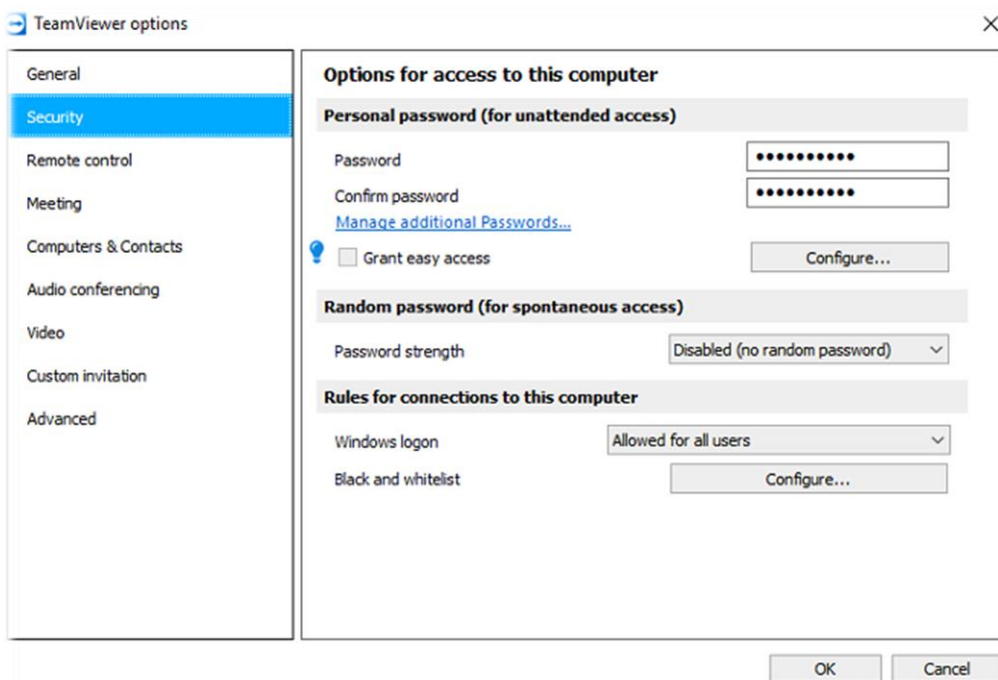 TeamViewer options
General
Security
Remote control
Meeting
Computers & Contacts
Audio conferencing
Video
Custom invitation
Advanced
Options for access to this computer
Personal password (for unattended access)
Password ••••••••••
Confirm password ••••••••••
Manage additional Passwords...
Grant easy access Configure...
Random password (for spontaneous access)
Password strength Disabled (no random password)
Rules for connections to this computer
Windows logon Allowed for all users
Black and whitelist Configure...
OK Cancel